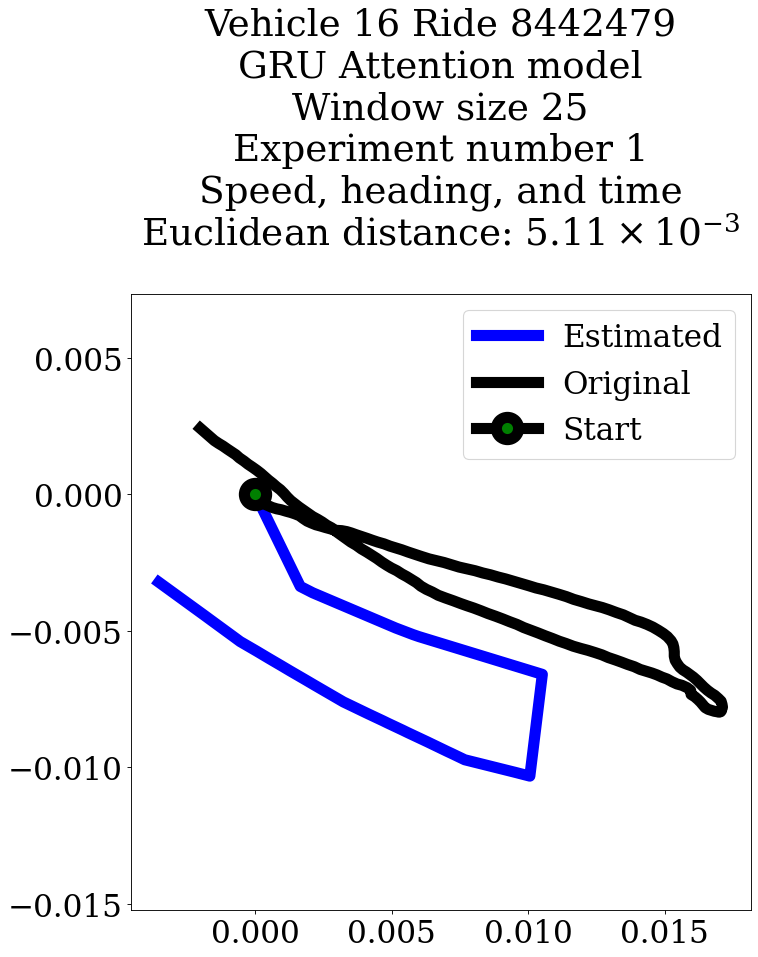 Vehicle 16 Ride 8442479
GRU Attention model
Window size 25
Experiment number 1
Speed, heading, and time
Euclidean distance: 5.11 × 10⁻³
Estimated
Original
Start
0.005
0.000
−0.005
−0.010
−0.015
0.000 0.005 0.010 0.015